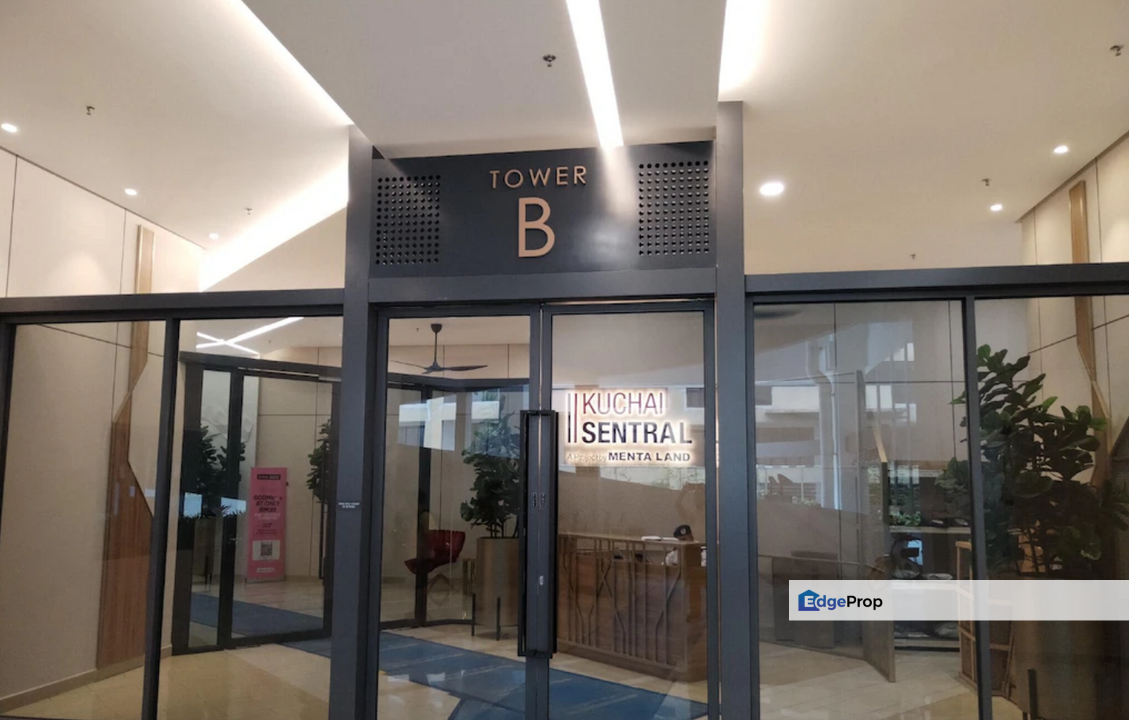 TOWER
B
KUCHAI
SENTRAL
MENTA LAND
EdgeProp